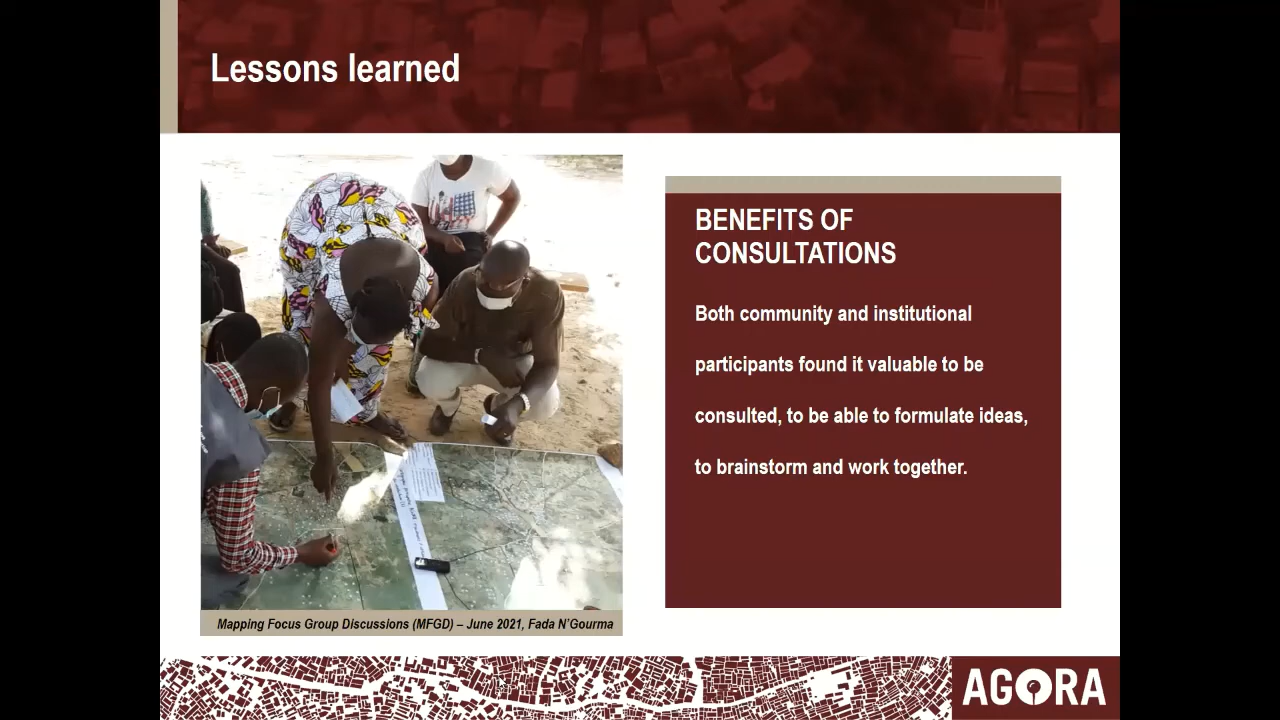 Lessons learned
BENEFITS OF
CONSULTATIONS
Both community and institutional
participants found it valuable to be
consulted, to be able to formulate ideas,
to brainstorm and work together.
Mapping Focus Group Discussions (MFGD) – June 2021, Fada N'Gourma
AGORA